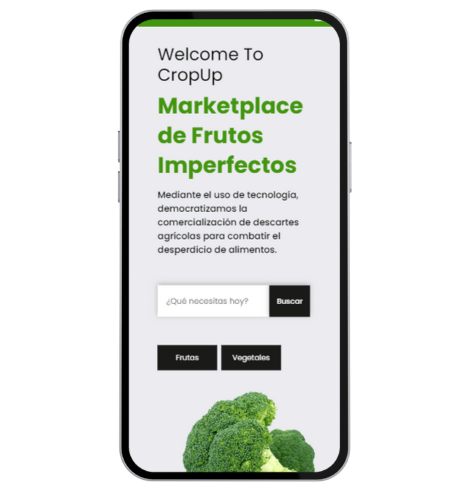 Welcome To
CropUp
Marketplace
de Frutos
Imperfectos
Mediante el uso de tecnología,
democratizamos la
comercialización de descartes
agrícolas para combatir el
desperdicio de alimentos.
¿Qué necesitas hoy?
Buscar
Frutas
Vegetales